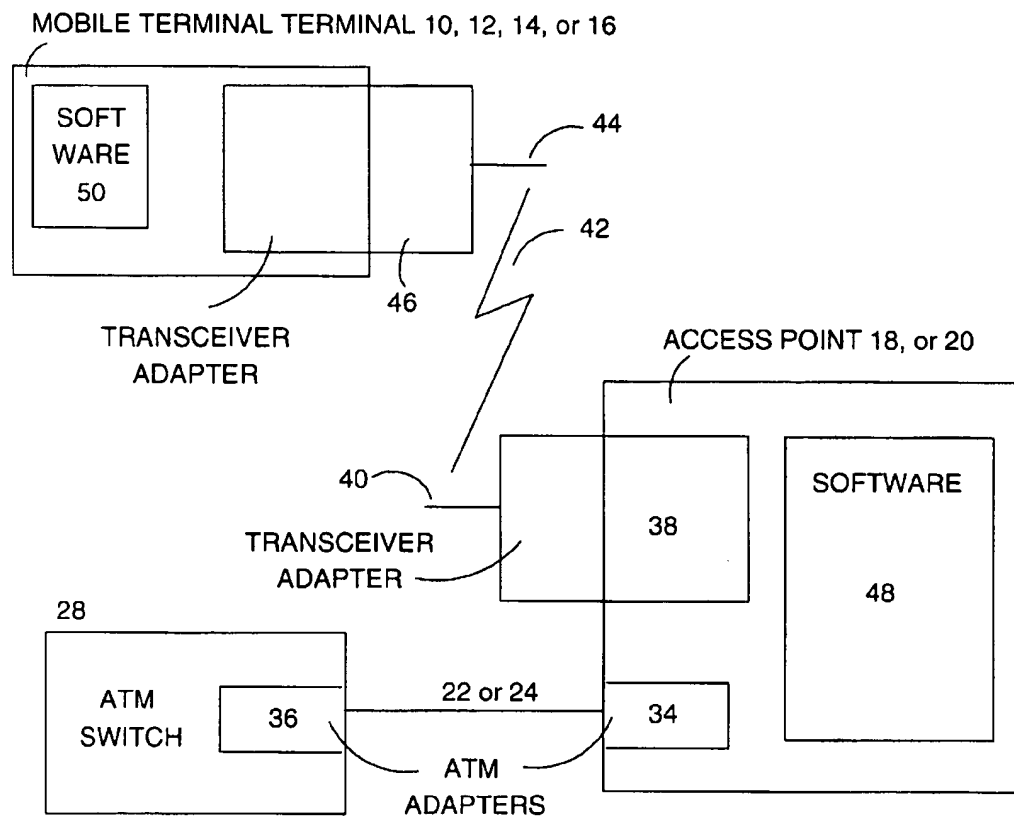 MOBILE TERMINAL TERMINAL 10, 12, 14, or 16
SOFT
WARE
50
44
42
46
TRANSCEIVER
ADAPTER
ACCESS POINT 18, or 20
40
SOFTWARE
38
48
TRANSCEIVER
ADAPTER
28
ATM
SWITCH
36
22 or 24
34
ATM
ADAPTERS